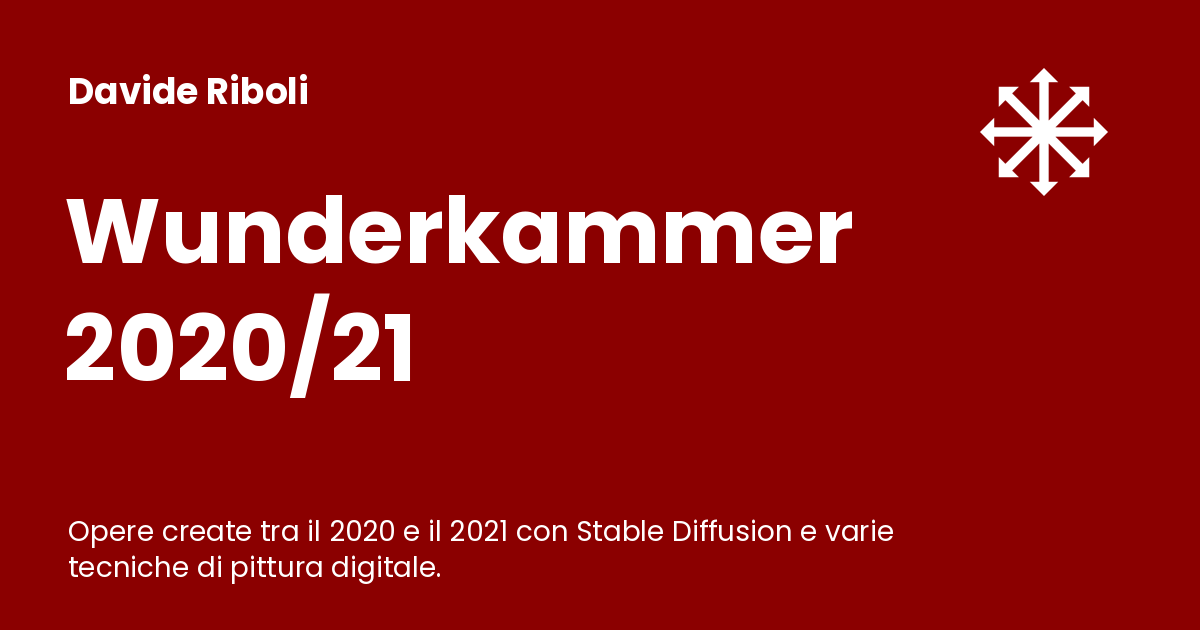 Davide Riboli
Wunderkammer
2020/21
Opere create tra il 2020 e il 2021 con Stable Diffusion e varie
tecniche di pittura digitale.